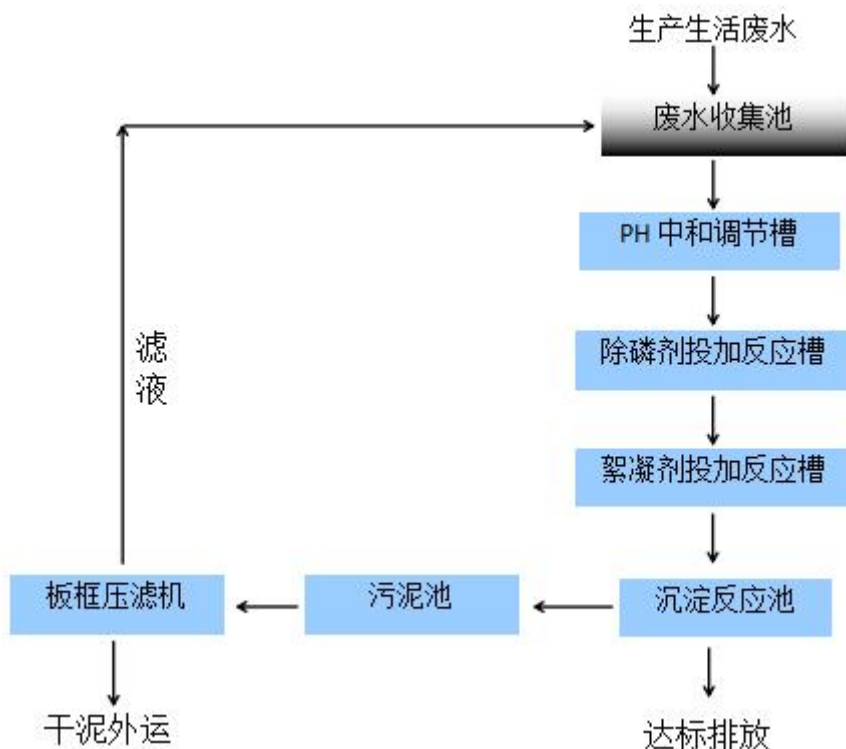 生产生活废水
废水收集池
PH 中和调节槽
滤
液
除磷剂投加反应槽
絮凝剂投加反应槽
板框压滤机
污泥池
沉淀反应池
干泥外运
达标排放